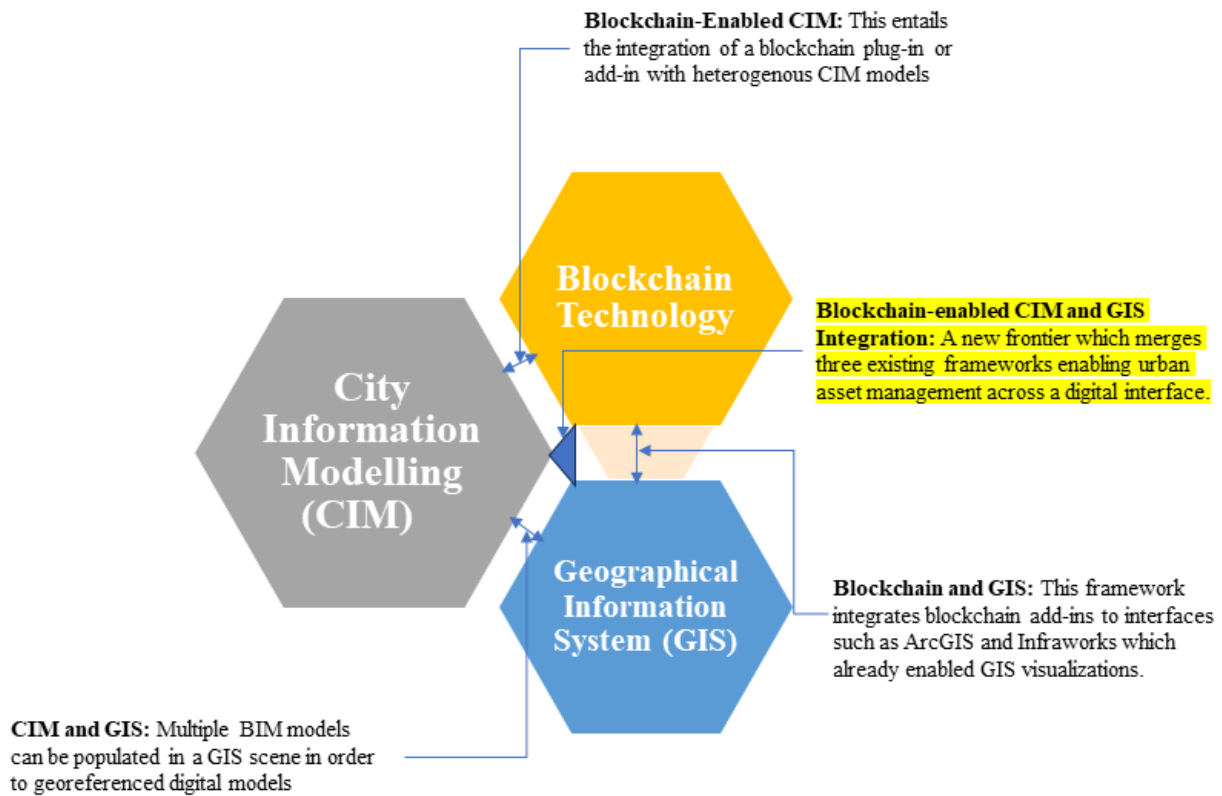 Blockchain-Enabled CIM: This entails
the integration of a blockchain plug-in or
add-in with heterogenous CIM models
Blockchain
Technology
Blockchain-enabled CIM and GIS
Integration: A new frontier which merges
three existing frameworks enabling urban
asset management across a digital interface.
City
Information
Modelling
(CIM)
Geographical
Information
System (GIS)
Blockchain and GIS: This framework
integrates blockchain add-ins to interfaces
such as ArcGIS and Infraworks which
already enabled GIS visualizations.
CIM and GIS: Multiple BIM models
can be populated in a GIS scene in order
to georeferenced digital models